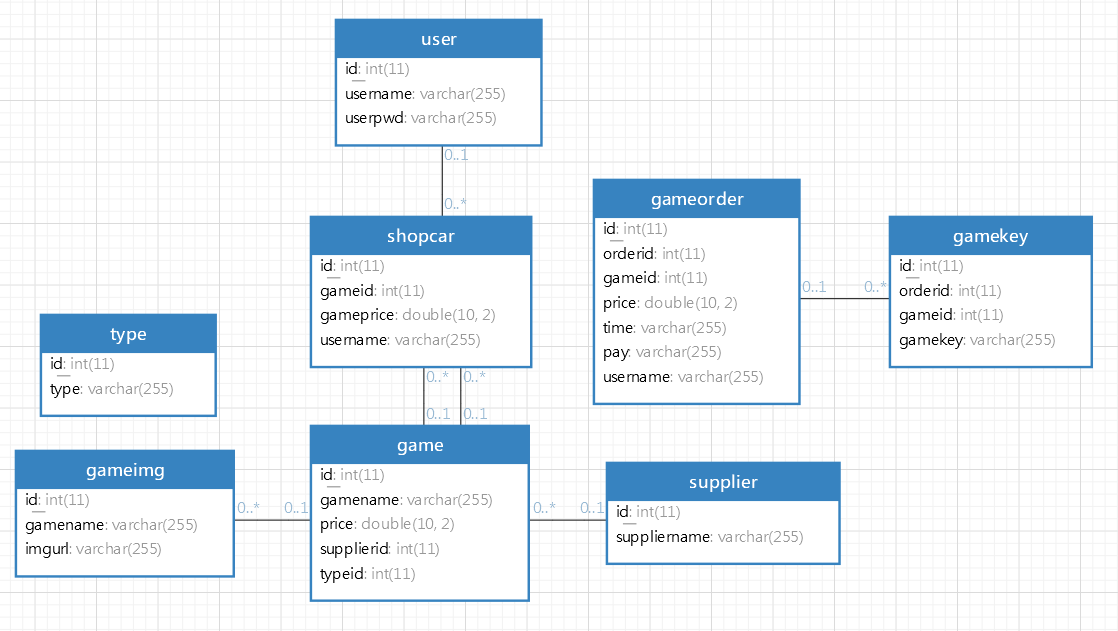 user
id: int(11)
username: varchar(255)
userpwd: varchar(255)
0..1
0..*
shopcar
id: int(11)
gameid: int(11)
gameprice: double(10, 2)
username: varchar(255)
0..* 0..*
0..1 0..1
gameorder
id: int(11)
orderid: int(11)
gameid: int(11)
price: double(10, 2)
time: varchar(255)
pay: varchar(255)
username: varchar(255)
0..1 0..*
gamekey
id: int(11)
orderid: int(11)
gameid: int(11)
gamekey: varchar(255)
type
id: int(11)
type: varchar(255)
gameimg
id: int(11)
gamename: varchar(255)
imgurl: varchar(255)
0..* 0..1
game
id: int(11)
gamename: varchar(255)
price: double(10, 2)
supplierid: int(11)
typeid: int(11)
0..* 0..1
supplier
id: int(11)
suppliername: varchar(255)